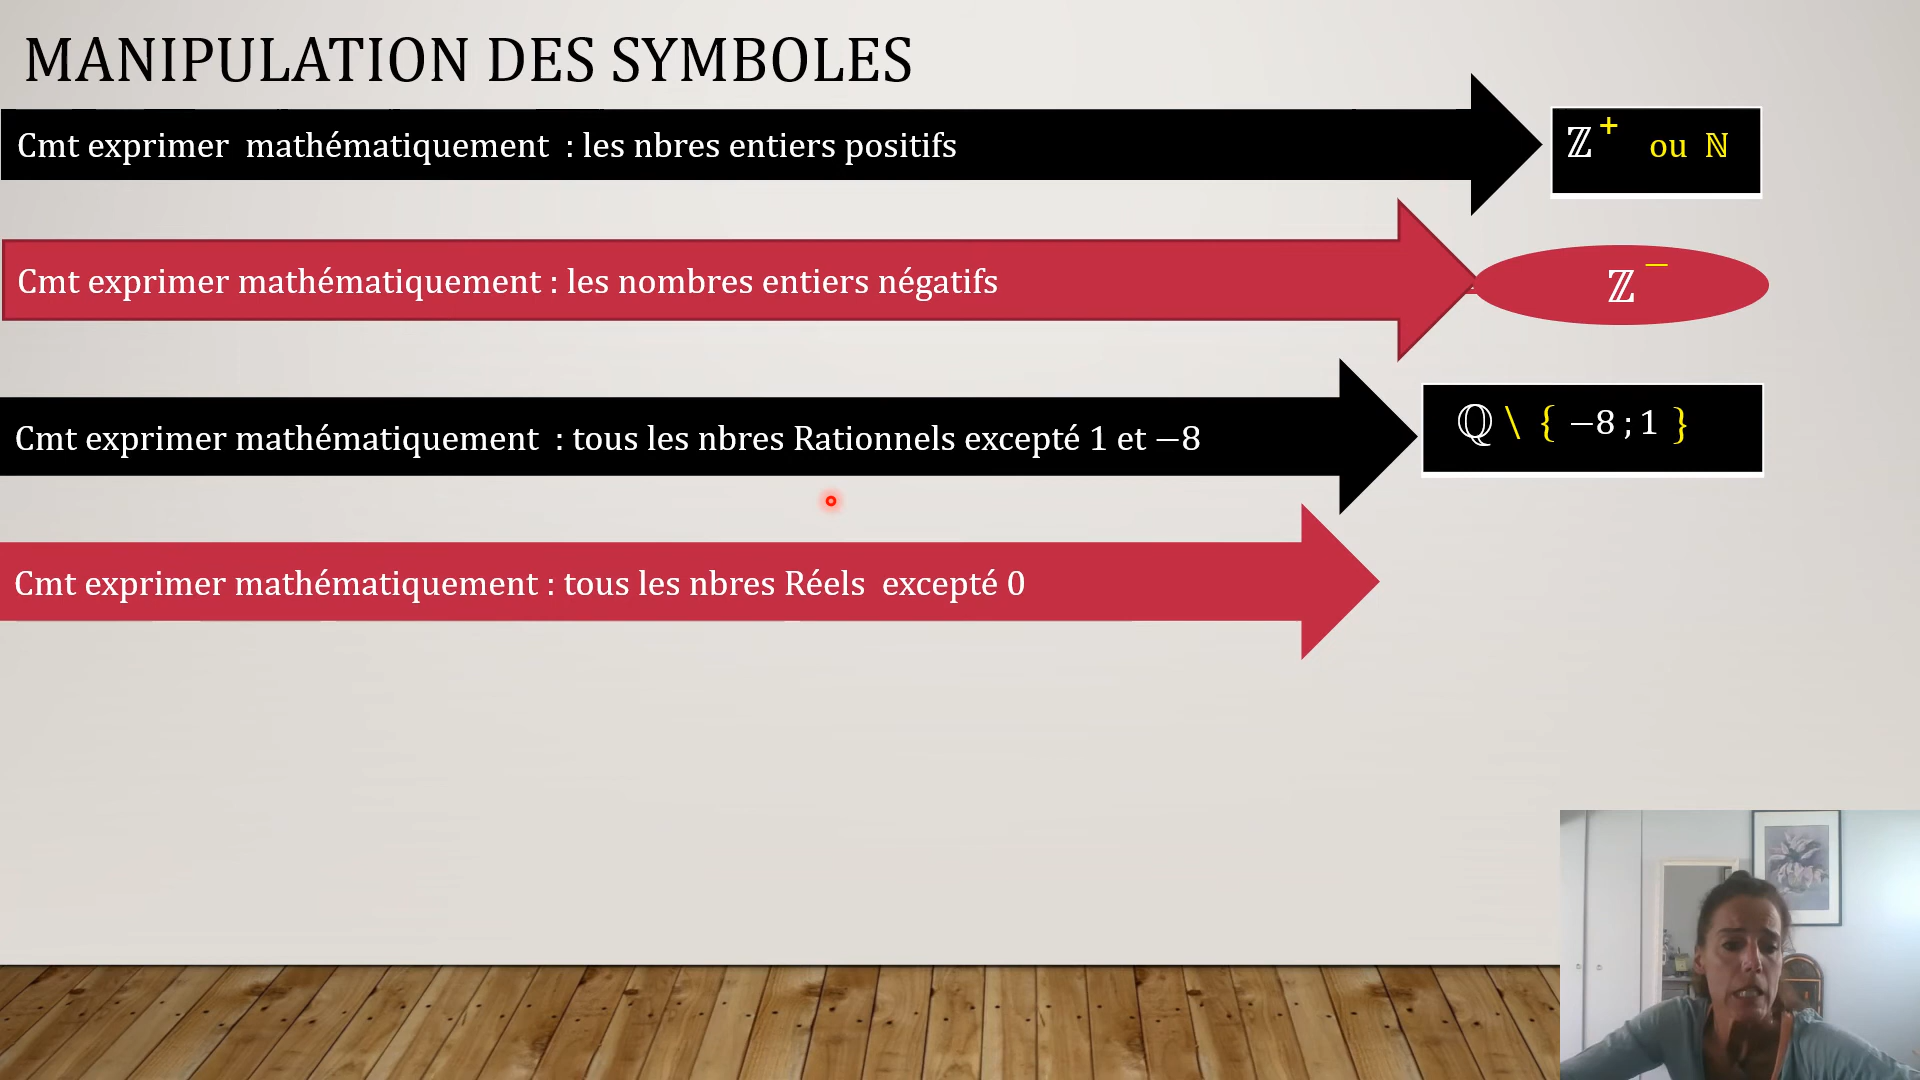 MANIPULATION DES SYMBOLES
Cmt exprimer mathématiquement : les nbres entiers positifs
ℤ⁺ ou ℕ
Cmt exprimer mathématiquement : les nombres entiers négatifs
ℤ⁻
Cmt exprimer mathématiquement : tous les nbres Rationnels excepté 1 et −8
ℚ \ { −8 ; 1 }
Cmt exprimer mathématiquement : tous les nbres Réels excepté 0